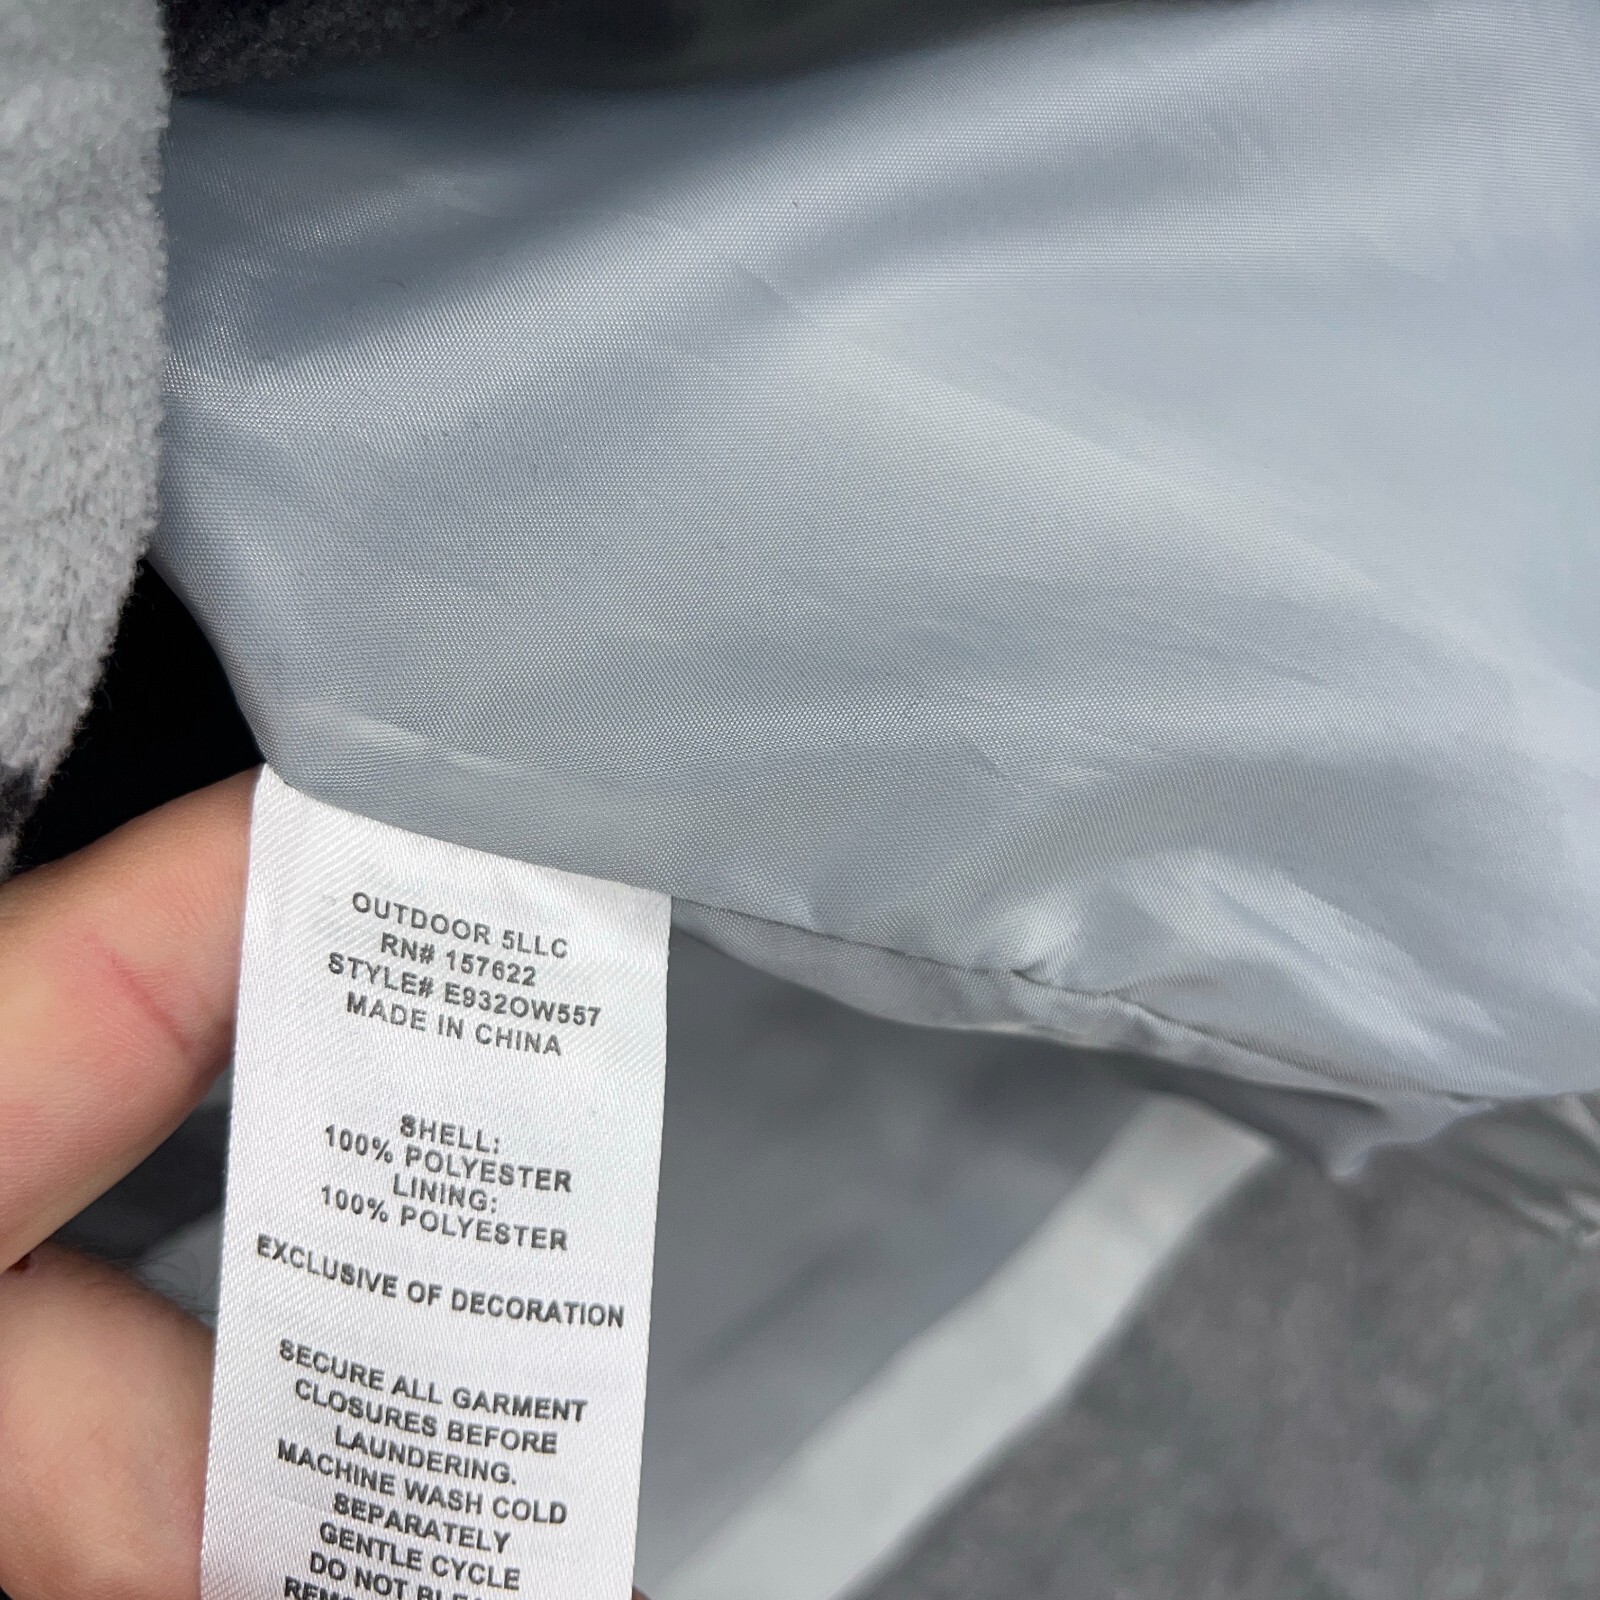 OUTDOOR 5LLC
RN# 157622
STYLE# E932OW557
MADE IN CHINA
SHELL:
100% POLYESTER
LINING:
100% POLYESTER
EXCLUSIVE OF DECORATION
SECURE ALL GARMENT
CLOSURES BEFORE
LAUNDERING.
MACHINE WASH COLD
SEPARATELY
GENTLE CYCLE
DO NOT